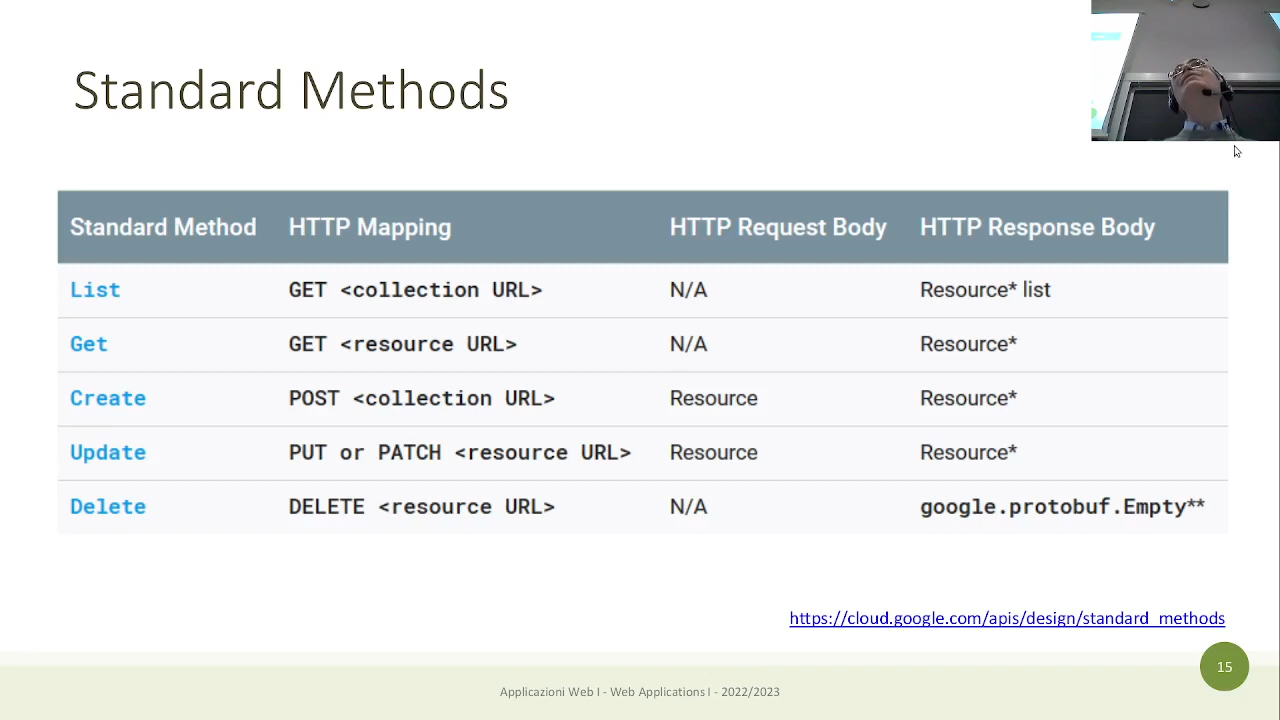 Standard Methods
Standard Method HTTP Mapping HTTP Request Body HTTP Response Body
List GET <collection URL> N/A Resource* list
Get GET <resource URL> N/A Resource*
Create POST <collection URL> Resource Resource*
Update PUT or PATCH <resource URL> Resource Resource*
Delete DELETE <resource URL> N/A google.protobuf.Empty**
https://cloud.google.com/apis/design/standard_methods
15
Applicazioni Web I - Web Applications I - 2022/2023